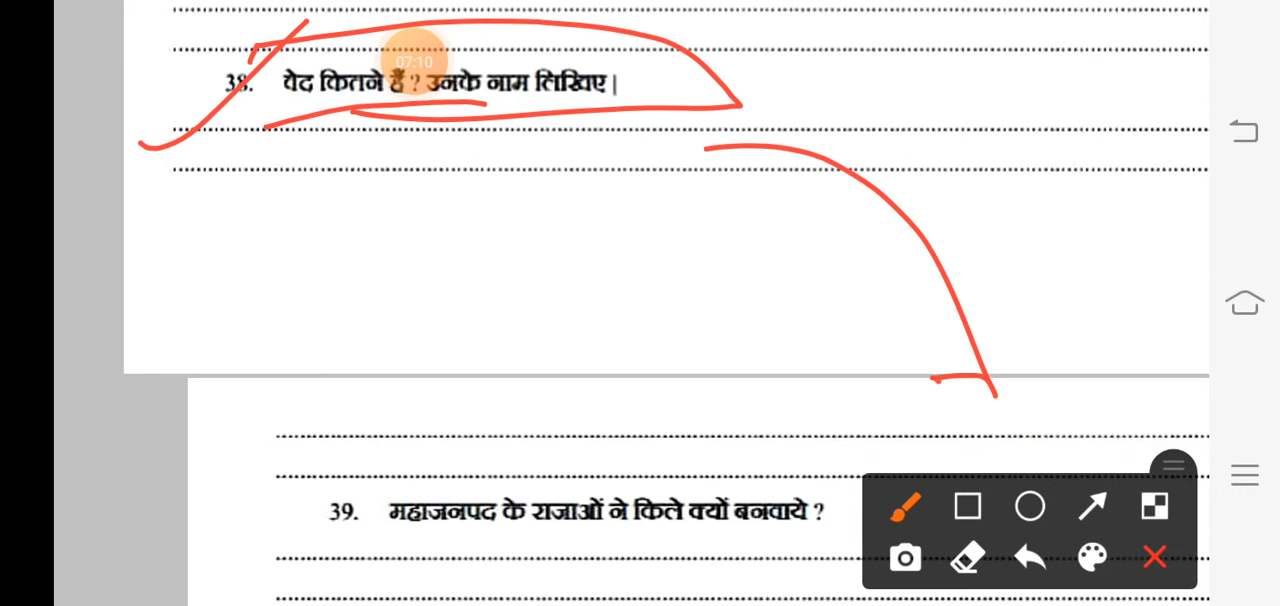 07:10
38. वेद कितने हैं ? उनके नाम लिखिए|
39. महाजनपद के राजाओं ने किले क्यों बनवाये ?